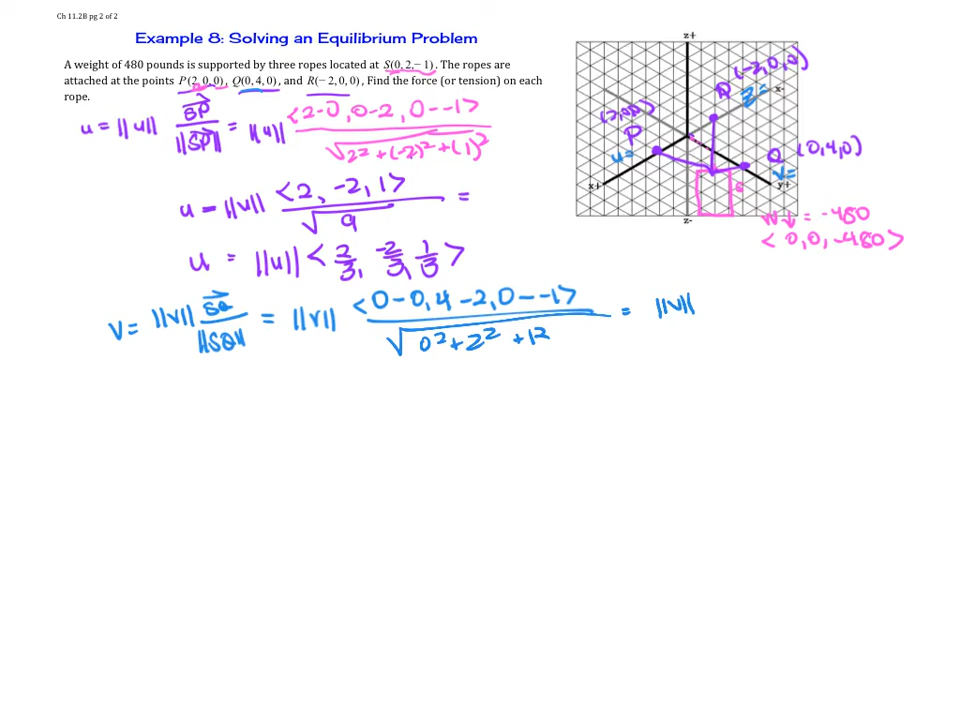 Ch 11.2B pg 2 of 2
Example 8: Solving an Equilibrium Problem
A weight of 480 pounds is supported by three ropes located at S(0, 2, − 1). The ropes are
attached at the points P(2, 0, 0), Q(0, 4, 0), and R(− 2, 0, 0), Find the force (or tension) on each
rope.
u = ||u|| SP / ||SP|| = ||u|| <2-0, 0-2, 0--1> / √2² + (-2)² + (1)²
u = ||u|| <2, -2, 1> / √9 =
u = ||u|| < 2/3, -2/3, 1/3 >
v = ||v|| SQ / ||SQ|| = ||v|| <0-0, 4-2, 0--1> / √0² + 2² + 1² = ||v||
z+
(-2,0,0)
R
z=
x-
(2,0,0)
P
u=
Q (0,4,0)
v=
x+
S
y+
z-
w↓ = -480
< 0, 0, -480 >